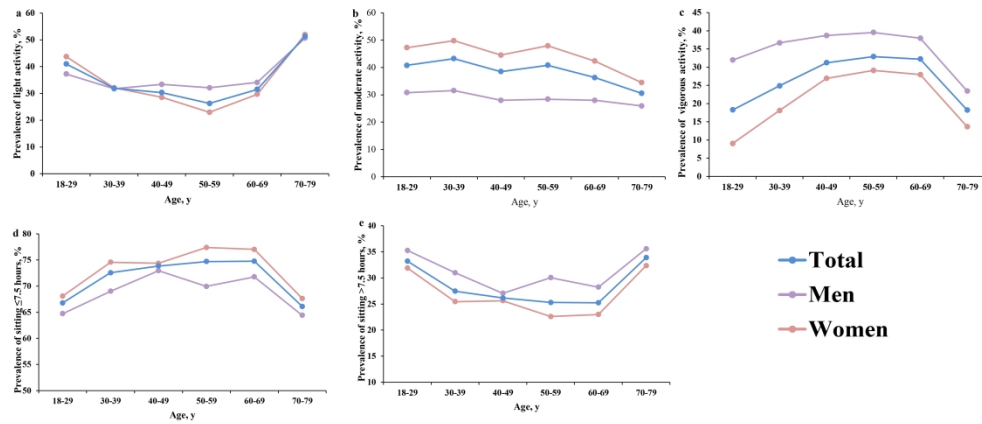 a
Prevalence of light activity, %
60
50
40
30
20
10
0
18-29 30-39 40-49 50-59 60-69 70-79
Age, y
b
Prevalence of moderate activity, %
60
50
40
30
20
10
0
18-29 30-39 40-49 50-59 60-69 70-79
Age, y
c
Prevalence of vigorous activity, %
45
40
35
30
25
20
15
10
5
0
18-29 30-39 40-49 50-59 60-69 70-79
Age, y
d
Prevalence of sitting ≤7.5 hours, %
80
75
70
65
60
55
50
18-29 30-39 40-49 50-59 60-69 70-79
Age, y
e
Prevalence of sitting >7.5 hours, %
40
35
30
25
20
15
10
18-29 30-39 40-49 50-59 60-69 70-79
Age, y
Total
Men
Women